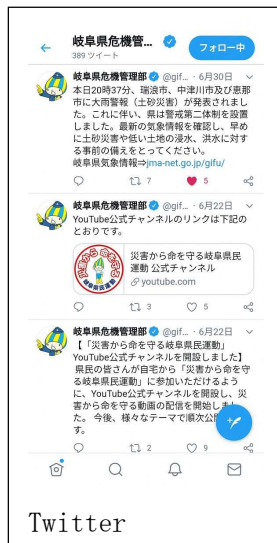 岐阜県危機管...
389 ツイート
フォロー中
岐阜県危機管理部 @gif... · 6月30日
本日20時37分、瑞浪市、中津川市及び恵那
市に大雨警報（土砂災害）が発表されまし
た。これに伴い、県は警戒第二体制を設置
しました。最新の気象情報を確認し、早め
に土砂災害や低い土地の浸水、洪水に対す
る事前の備えをとってください。
岐阜県気象情報⇒jma-net.go.jp/gifu/
7
5
岐阜県危機管理部 @gif... · 6月22日
YouTube公式チャンネルのリンクは下記の
とおりです。
災害から命を守る岐阜県民
運動 公式チャンネル
youtube.com
3
5
岐阜県危機管理部 @gif... · 6月22日
【「災害から命を守る岐阜県民運動」
YouTube公式チャンネルを開設しました】
県民の皆さんが自宅から「災害から命を守
る岐阜県民運動」に参加いただけるよう
に、YouTubeチャンネルを開設し、災
害から命を守る動画の配信を開始しまし
た。 今後、様々なテーマで順次公
す。
2
9
Twitter